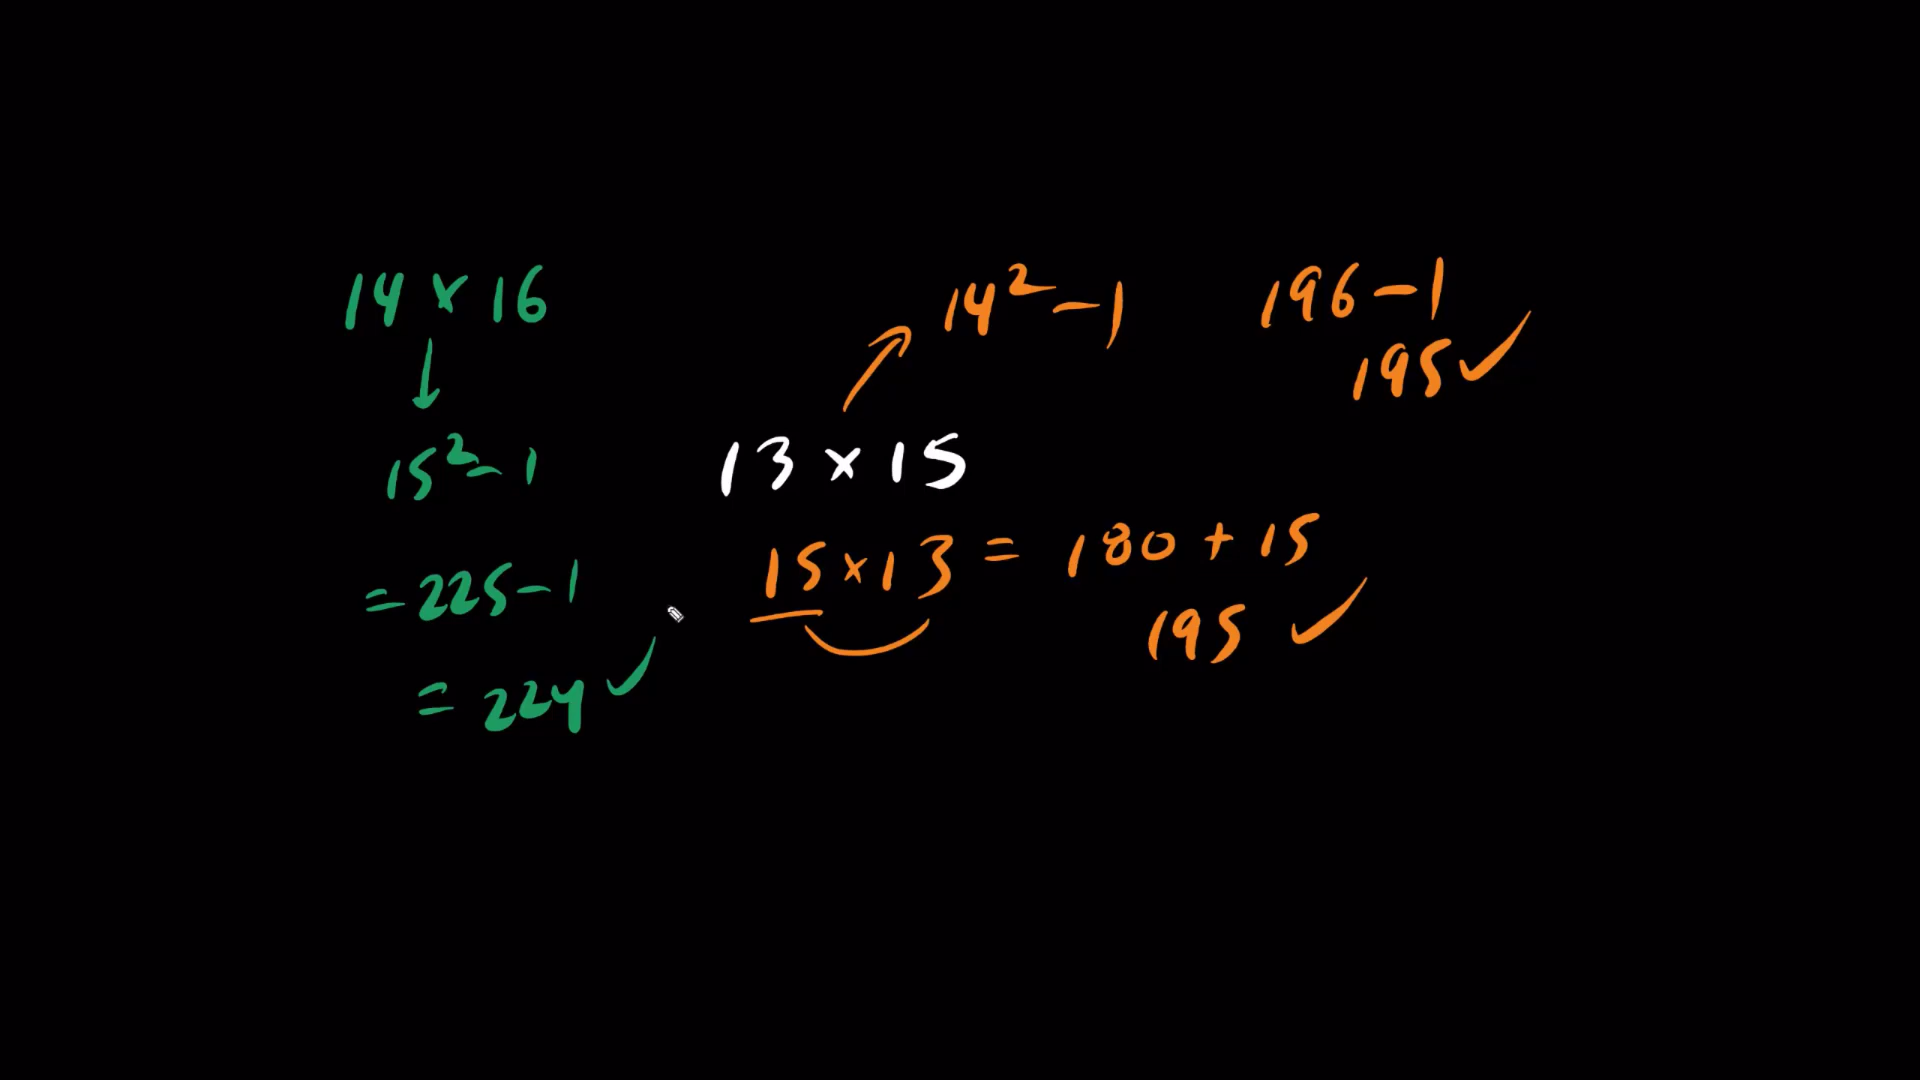 14 × 16
15² - 1
= 225 - 1
= 224 ✓
14² - 1
196 - 1
195 ✓
13 × 15
15 × 13 = 180 + 15
195 ✓